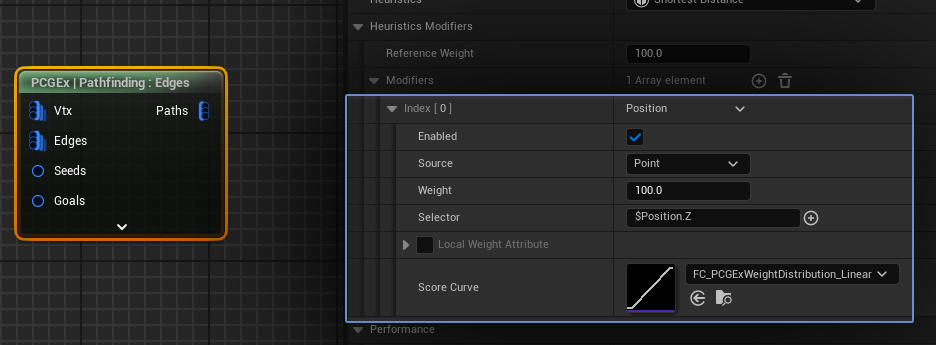 Heuristics
Shortest Distance
Heuristics Modifiers
Reference Weight 100.0
Modifiers 1 Array element
PCGEx | Pathfinding : Edges
Vtx Paths
Edges
Seeds
Goals
Index [ 0 ] Position
Enabled
Source Point
Weight 100.0
Selector $Position.Z
Local Weight Attribute
Score Curve FC_PCGExWeightDistribution_Linear
Performance